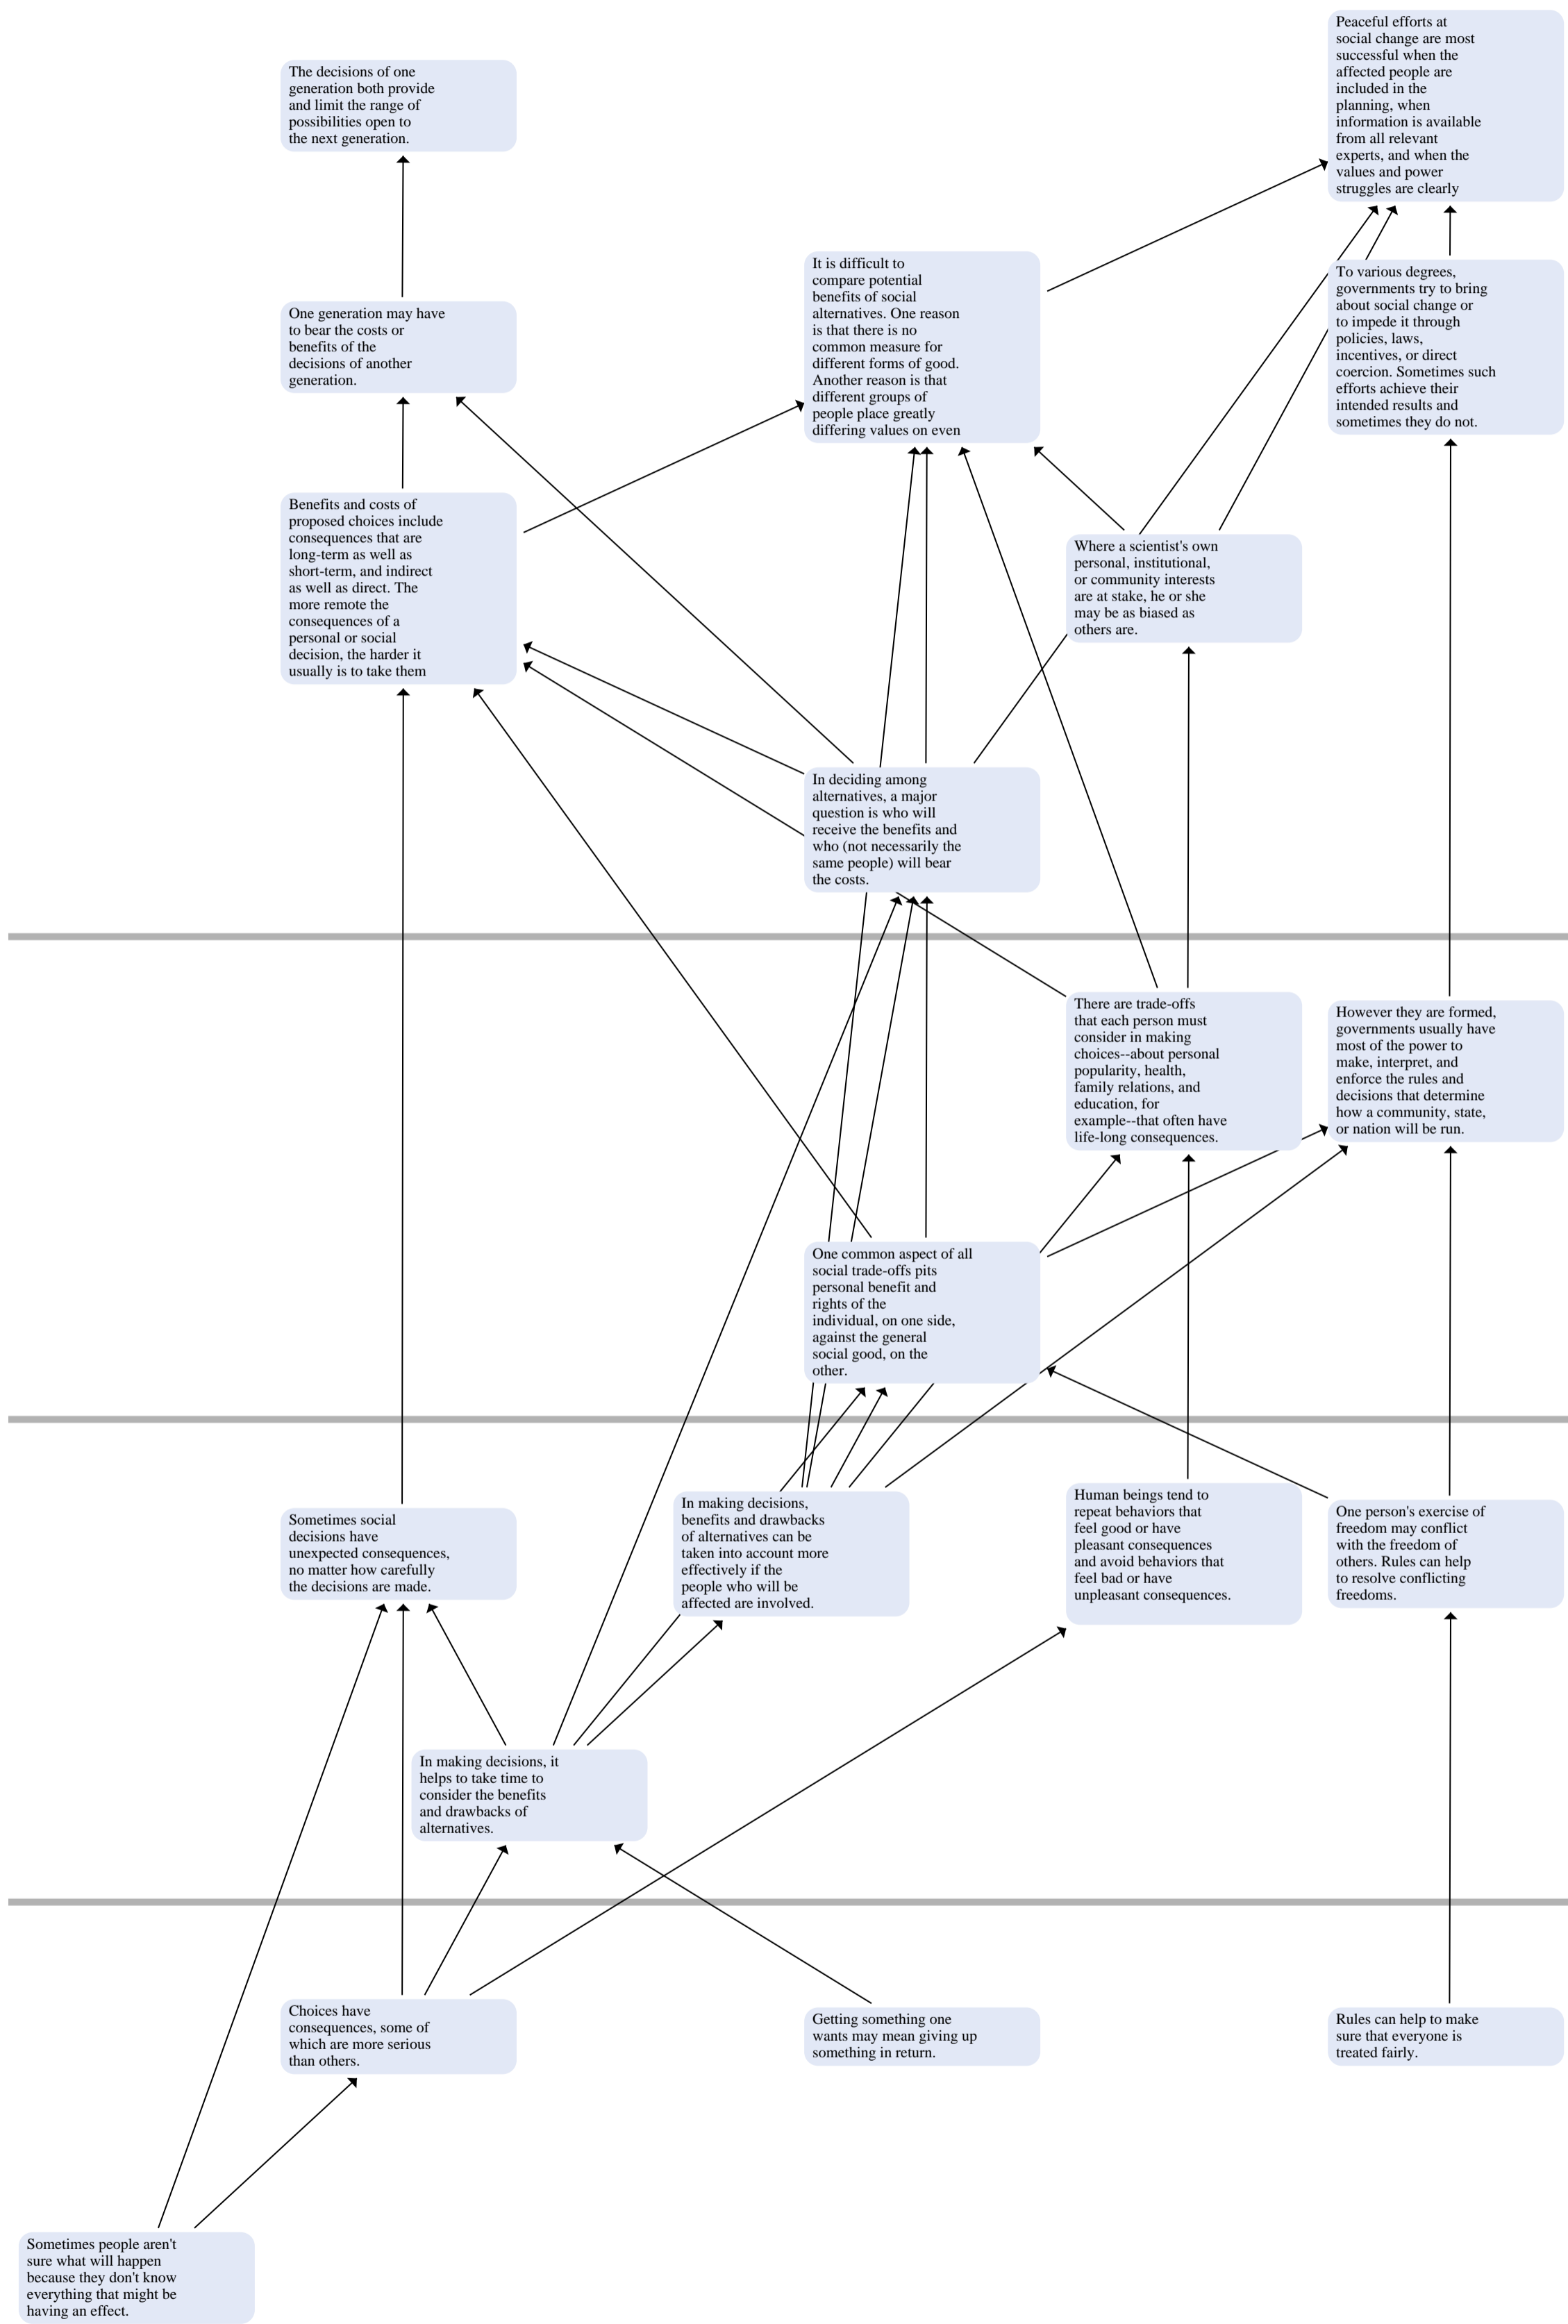 Peaceful efforts at
social change are most
successful when the
affected people are
included in the
planning, when
information is available
from all relevant
experts, and when the
values and power
struggles are clearly
The decisions of one
generation both provide
and limit the range of
possibilities open to
the next generation.
It is difficult to
compare potential
benefits of social
alternatives. One reason
is that there is no
common measure for
different forms of good.
Another reason is that
different groups of
people place greatly
differing values on even
To various degrees,
governments try to bring
about social change or
to impede it through
policies, laws,
incentives, or direct
coercion. Sometimes such
efforts achieve their
intended results and
sometimes they do not.
One generation may have
to bear the costs or
benefits of the
decisions of another
generation.
Benefits and costs of
proposed choices include
consequences that are
long-term as well as
short-term, and indirect
as well as direct. The
more remote the
consequences of a
personal or social
decision, the harder it
usually is to take them
Where a scientist's own
personal, institutional,
or community interests
are at stake, he or she
may be as biased as
others are.
In deciding among
alternatives, a major
question is who will
receive the benefits and
who (not necessarily the
same people) will bear
the costs.
There are trade-offs
that each person must
consider in making
choices--about personal
popularity, health,
family relations, and
education, for
example--that often have
life-long consequences.
However they are formed,
governments usually have
most of the power to
make, interpret, and
enforce the rules and
decisions that determine
how a community, state,
or nation will be run.
One common aspect of all
social trade-offs pits
personal benefit and
rights of the
individual, on one side,
against the general
social good, on the
other.
Sometimes social
decisions have
unexpected consequences,
no matter how carefully
the decisions are made.
In making decisions,
benefits and drawbacks
of alternatives can be
taken into account more
effectively if the
people who will be
affected are involved.
Human beings tend to
repeat behaviors that
feel good or have
pleasant consequences
and avoid behaviors that
feel bad or have
unpleasant consequences.
One person's exercise of
freedom may conflict
with the freedom of
others. Rules can help
to resolve conflicting
freedoms.
In making decisions, it
helps to take time to
consider the benefits
and drawbacks of
alternatives.
Choices have
consequences, some of
which are more serious
than others.
Getting something one
wants may mean giving up
something in return.
Rules can help to make
sure that everyone is
treated fairly.
Sometimes people aren't
sure what will happen
because they don't know
everything that might be
having an effect.